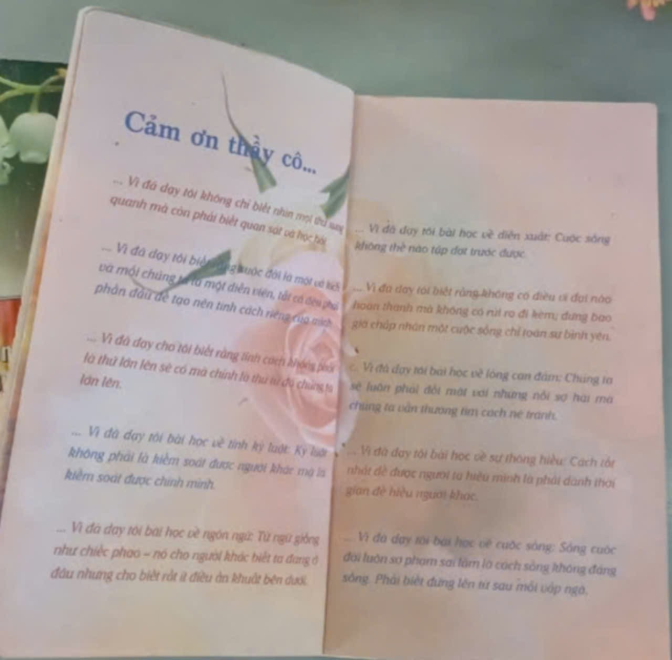 Cảm ơn thầy cô...
... Vì đã dạy tôi không chỉ biết nhìn mọi thứ xung
quanh mà còn phải biết quan sát và học hỏi.
... Vì đã dạy tôi biết rằng cuộc đời là một vở kịch
và mỗi chúng ta là một diễn viên, tất cả đều phải
phấn đấu để tạo nên tính cách riêng của mình.
... Vì đã dạy cho tôi biết rằng tính cách không phải
là thứ lớn lên sẽ có mà chính là thứ từ đó chúng ta
lớn lên.
... Vì đã dạy tôi bài học về tính kỷ luật: Kỷ luật
không phải là kiểm soát được người khác mà là
kiểm soát được chính mình.
... Vì đã dạy tôi bài học về ngôn ngữ: Từ ngữ giống
như chiếc phao – nó cho người khác biết ta đang ở
đâu nhưng cho biết rất ít điều ẩn khuất bên dưới.
... Vì đã dạy tôi bài học về diễn xuất: Cuộc sống
không thể nào tập dợt trước được.
... Vì đã dạy tôi biết rằng không có điều vĩ đại nào
hoàn thành mà không có rủi ro đi kèm; đừng bao
giờ chấp nhận một cuộc sống chỉ toàn sự bình yên.
... Vì đã dạy tôi bài học về lòng can đảm: Chúng ta
sẽ luôn phải đối mặt với những nỗi sợ hãi mà
chúng ta vẫn thường tìm cách né tránh.
... Vì đã dạy tôi bài học về sự thông hiểu: Cách tốt
nhất để được người ta hiểu mình là phải dành thời
gian để hiểu người khác.
... Vì đã dạy tôi bài học về cuộc sống: Sống cuộc
đời luôn sợ phạm sai lầm là cách sống không đáng
sống. Phải biết đứng lên từ sau mỗi vấp ngã.